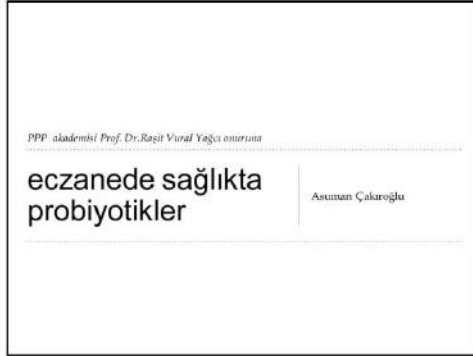 PPP akademisi Prof. Dr.Raşit Vural Yağcı onuruna
eczanede sağlıkta
probiyotikler
Asuman Çakıroğlu